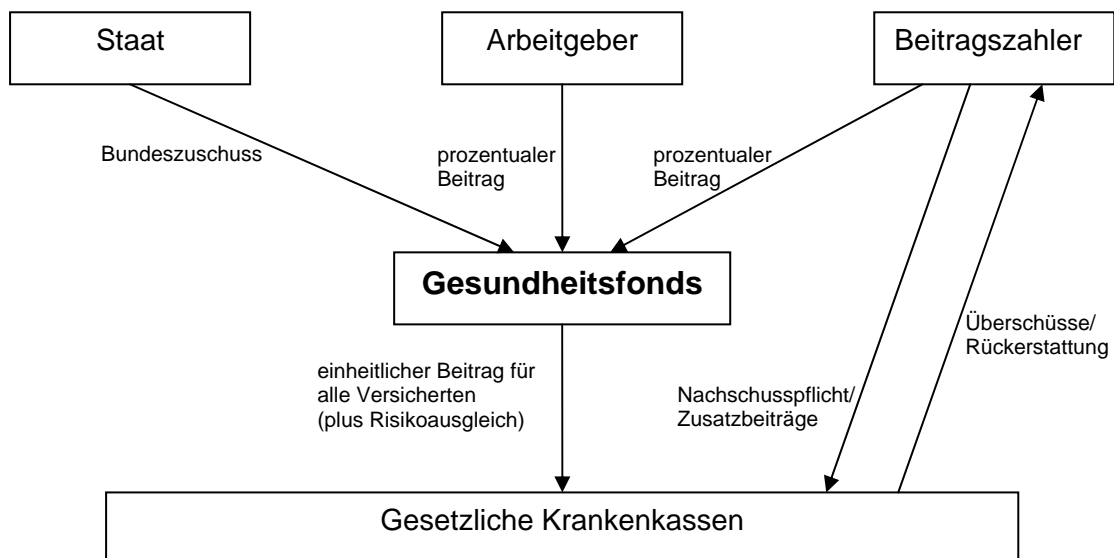 Staat
Arbeitgeber
Beitragszahler
Bundeszuschuss
prozentualer
Beitrag
prozentualer
Beitrag
Gesundheitsfonds
Überschüsse/
Rückerstattung
einheitlicher Beitrag für
alle Versicherten
(plus Risikoausgleich)
Nachschusspflicht/
Zusatzbeiträge
Gesetzliche Krankenkassen